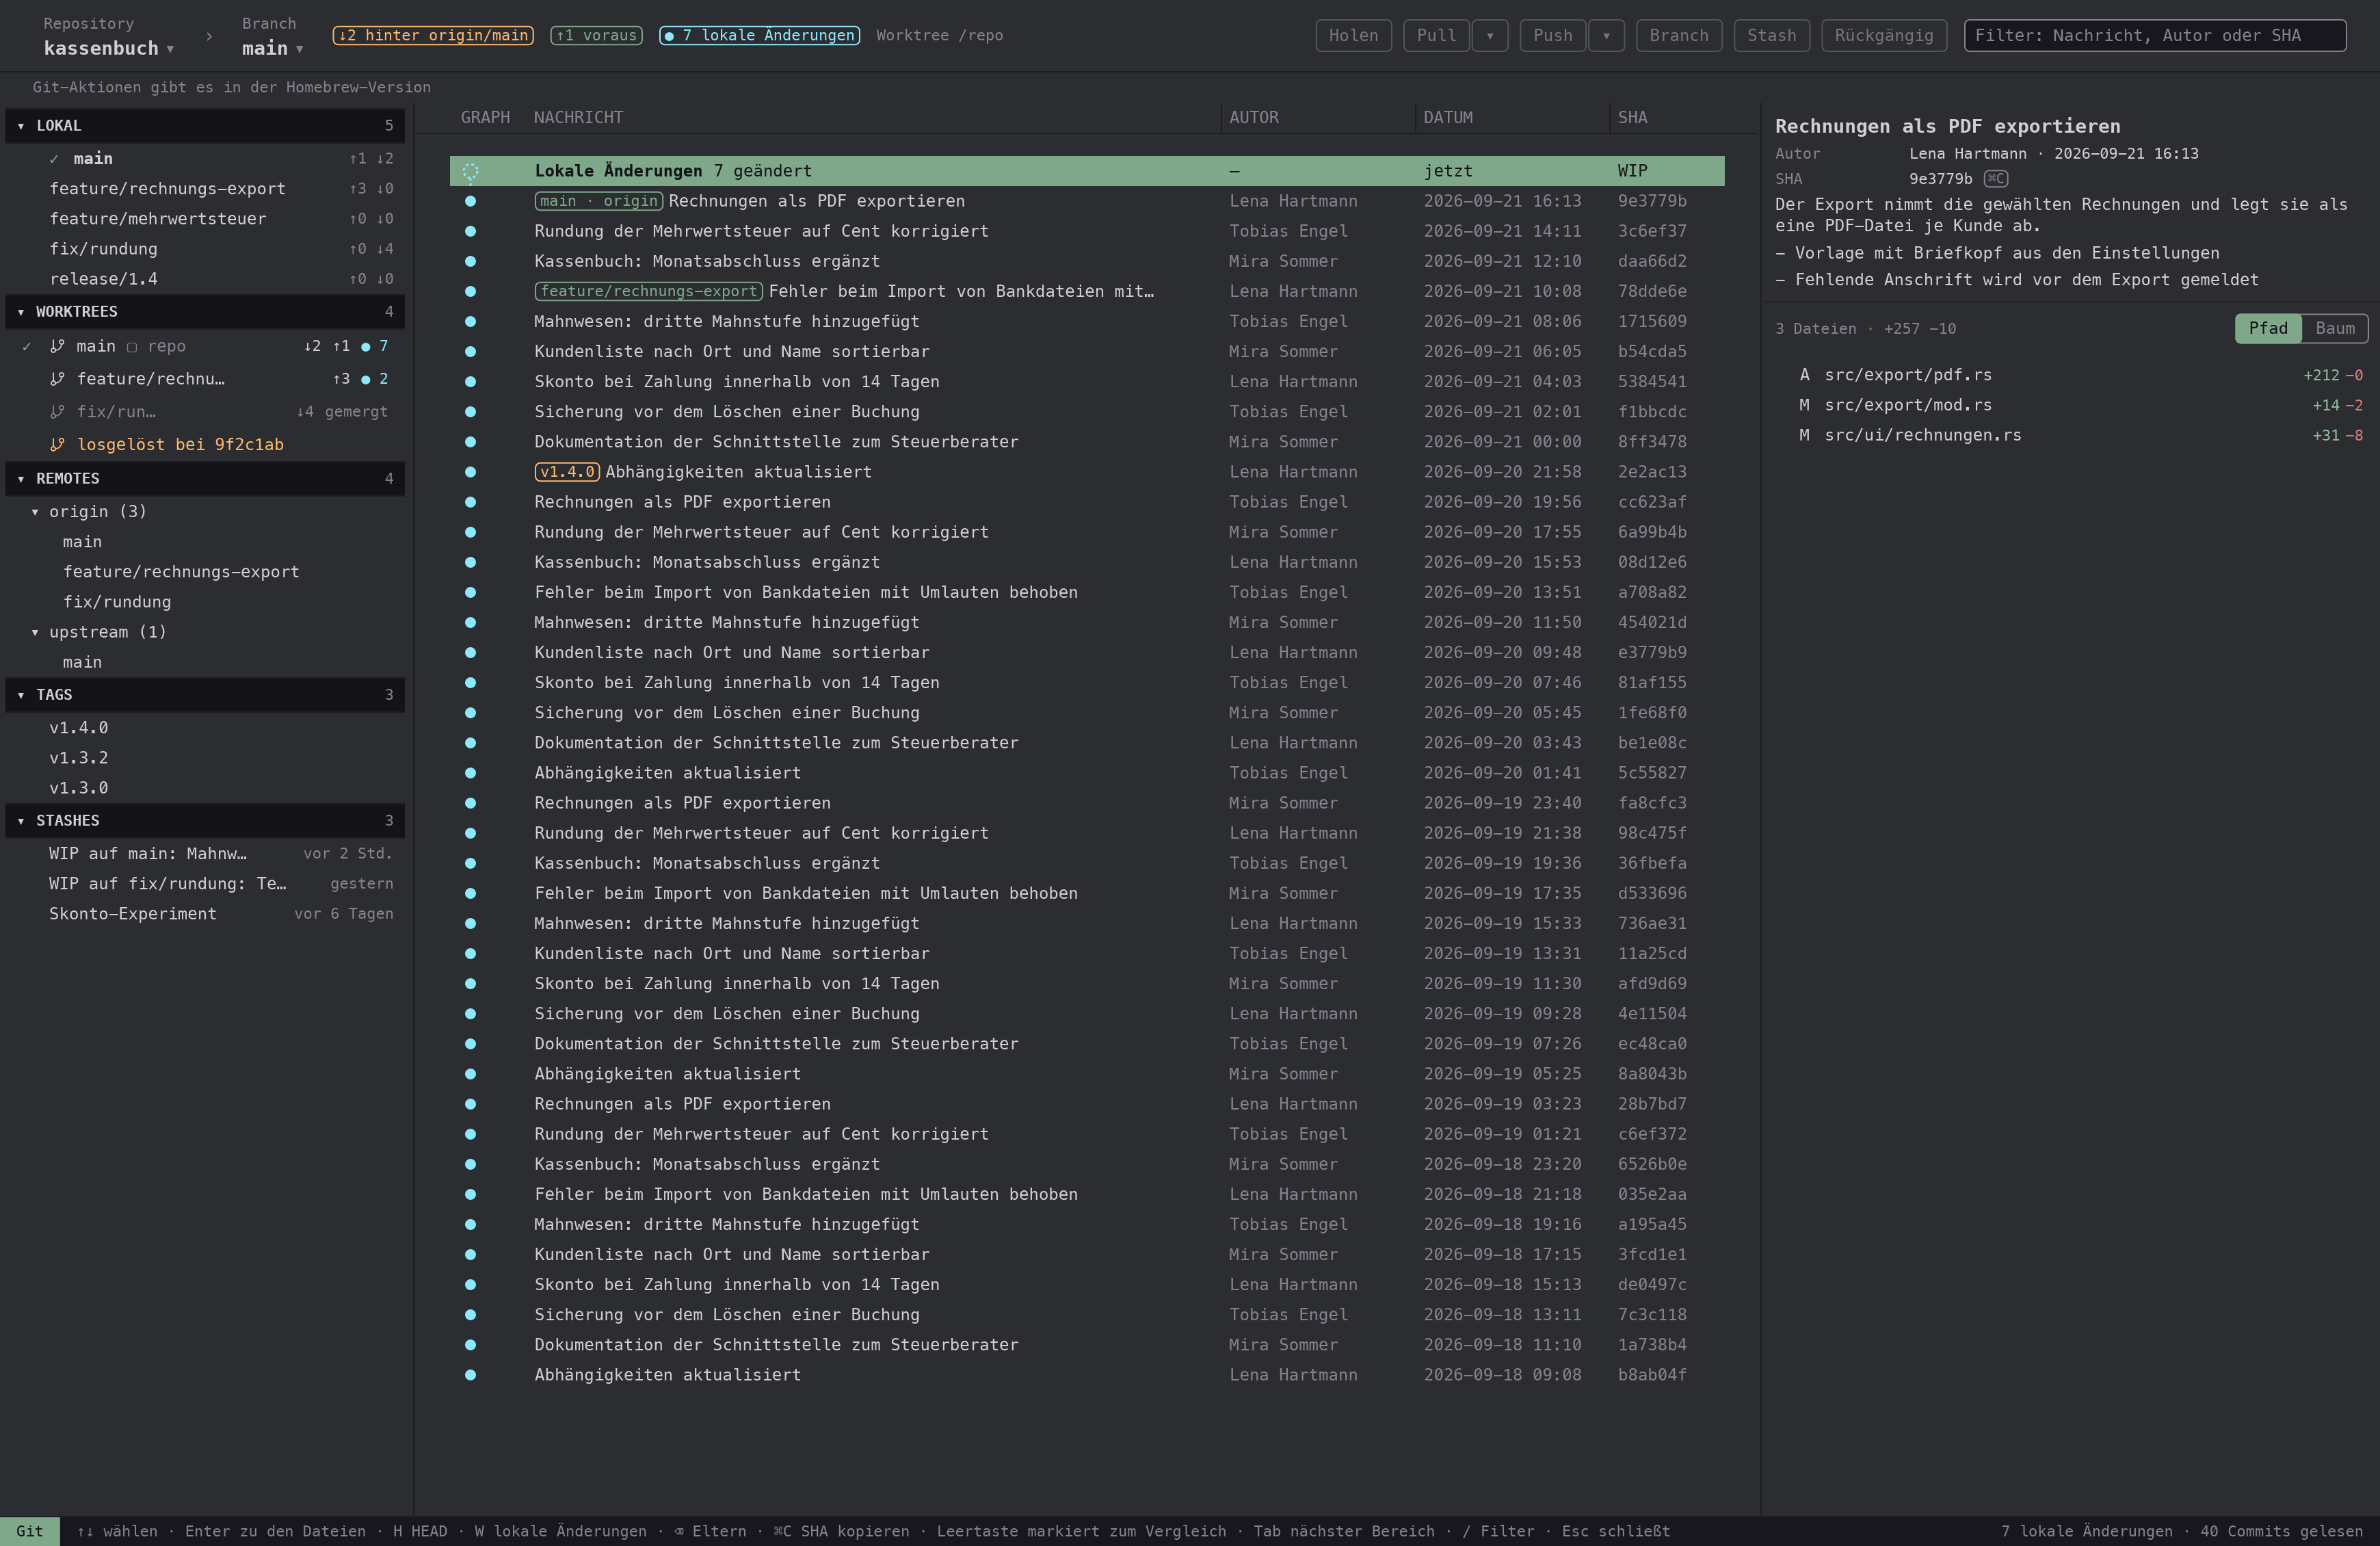 Repository
kassenbuch ▾ › Branch main ▾ ↓2 hinter origin/main ↑1 voraus ● 7 lokale Änderungen Worktree /repo Holen Pull ▾ Push ▾ Branch Stash Rückgängig Filter: Nachricht, Autor oder SHA
Git-Aktionen gibt es in der Homebrew-Version
▾ LOKAL 5
✓ main ↑1 ↓2
feature/rechnungs-export ↑3 ↓0
feature/mehrwertsteuer ↑0 ↓0
fix/rundung ↑0 ↓4
release/1.4 ↑0 ↓0
▾ WORKTREES 4
✓ main ▢ repo ↓2 ↑1 ● 7
feature/rechnu… ↑3 ● 2
fix/run… ↓4 gemergt
losgelöst bei 9f2c1ab
▾ REMOTES 4
▾ origin (3)
main
feature/rechnungs-export
fix/rundung
▾ upstream (1)
main
▾ TAGS 3
v1.4.0
v1.3.2
v1.3.0
▾ STASHES 3
WIP auf main: Mahnw… vor 2 Std.
WIP auf fix/rundung: Te… gestern
Skonto-Experiment vor 6 Tagen
GRAPH NACHRICHT AUTOR DATUM SHA
Lokale Änderungen 7 geändert — jetzt WIP
main · origin Rechnungen als PDF exportieren Lena Hartmann 2026-09-21 16:13 9e3779b
Rundung der Mehrwertsteuer auf Cent korrigiert Tobias Engel 2026-09-21 14:11 3c6ef37
Kassenbuch: Monatsabschluss ergänzt Mira Sommer 2026-09-21 12:10 daa66d2
feature/rechnungs-export Fehler beim Import von Bankdateien mit… Lena Hartmann 2026-09-21 10:08 78dde6e
Mahnwesen: dritte Mahnstufe hinzugefügt Tobias Engel 2026-09-21 08:06 1715609
Kundenliste nach Ort und Name sortierbar Mira Sommer 2026-09-21 06:05 b54cda5
Skonto bei Zahlung innerhalb von 14 Tagen Lena Hartmann 2026-09-21 04:03 5384541
Sicherung vor dem Löschen einer Buchung Tobias Engel 2026-09-21 02:01 f1bbcdc
Dokumentation der Schnittstelle zum Steuerberater Mira Sommer 2026-09-21 00:00 8ff3478
v1.4.0 Abhängigkeiten aktualisiert Lena Hartmann 2026-09-20 21:58 2e2ac13
Rechnungen als PDF exportieren Tobias Engel 2026-09-20 19:56 cc623af
Rundung der Mehrwertsteuer auf Cent korrigiert Mira Sommer 2026-09-20 17:55 6a99b4b
Kassenbuch: Monatsabschluss ergänzt Lena Hartmann 2026-09-20 15:53 08d12e6
Fehler beim Import von Bankdateien mit Umlauten behoben Tobias Engel 2026-09-20 13:51 a708a82
Mahnwesen: dritte Mahnstufe hinzugefügt Mira Sommer 2026-09-20 11:50 454021d
Kundenliste nach Ort und Name sortierbar Lena Hartmann 2026-09-20 09:48 e3779b9
Skonto bei Zahlung innerhalb von 14 Tagen Tobias Engel 2026-09-20 07:46 81af155
Sicherung vor dem Löschen einer Buchung Mira Sommer 2026-09-20 05:45 1fe68f0
Dokumentation der Schnittstelle zum Steuerberater Lena Hartmann 2026-09-20 03:43 be1e08c
Abhängigkeiten aktualisiert Tobias Engel 2026-09-20 01:41 5c55827
Rechnungen als PDF exportieren Mira Sommer 2026-09-19 23:40 fa8cfc3
Rundung der Mehrwertsteuer auf Cent korrigiert Lena Hartmann 2026-09-19 21:38 98c475f
Kassenbuch: Monatsabschluss ergänzt Tobias Engel 2026-09-19 19:36 36fbefa
Fehler beim Import von Bankdateien mit Umlauten behoben Mira Sommer 2026-09-19 17:35 d533696
Mahnwesen: dritte Mahnstufe hinzugefügt Lena Hartmann 2026-09-19 15:33 736ae31
Kundenliste nach Ort und Name sortierbar Tobias Engel 2026-09-19 13:31 11a25cd
Skonto bei Zahlung innerhalb von 14 Tagen Mira Sommer 2026-09-19 11:30 afd9d69
Sicherung vor dem Löschen einer Buchung Lena Hartmann 2026-09-19 09:28 4e11504
Dokumentation der Schnittstelle zum Steuerberater Tobias Engel 2026-09-19 07:26 ec48ca0
Abhängigkeiten aktualisiert Mira Sommer 2026-09-19 05:25 8a8043b
Rechnungen als PDF exportieren Lena Hartmann 2026-09-19 03:23 28b7bd7
Rundung der Mehrwertsteuer auf Cent korrigiert Tobias Engel 2026-09-19 01:21 c6ef372
Kassenbuch: Monatsabschluss ergänzt Mira Sommer 2026-09-18 23:20 6526b0e
Fehler beim Import von Bankdateien mit Umlauten behoben Lena Hartmann 2026-09-18 21:18 035e2aa
Mahnwesen: dritte Mahnstufe hinzugefügt Tobias Engel 2026-09-18 19:16 a195a45
Kundenliste nach Ort und Name sortierbar Mira Sommer 2026-09-18 17:15 3fcd1e1
Skonto bei Zahlung innerhalb von 14 Tagen Lena Hartmann 2026-09-18 15:13 de0497c
Sicherung vor dem Löschen einer Buchung Tobias Engel 2026-09-18 13:11 7c3c118
Dokumentation der Schnittstelle zum Steuerberater Mira Sommer 2026-09-18 11:10 1a738b4
Abhängigkeiten aktualisiert Lena Hartmann 2026-09-18 09:08 b8ab04f
Rechnungen als PDF exportieren
Autor Lena Hartmann · 2026-09-21 16:13
SHA 9e3779b ⌘C
Der Export nimmt die gewählten Rechnungen und legt sie als
eine PDF-Datei je Kunde ab.
- Vorlage mit Briefkopf aus den Einstellungen
- Fehlende Anschrift wird vor dem Export gemeldet
3 Dateien · +257 −10 Pfad Baum
A src/export/pdf.rs +212 −0
M src/export/mod.rs +14 −2
M src/ui/rechnungen.rs +31 −8
Git ↑↓ wählen · Enter zu den Dateien · H HEAD · W lokale Änderungen · ⌫ Eltern · ⌘C SHA kopieren · Leertaste markiert zum Vergleich · Tab nächster Bereich · / Filter · Esc schließt 7 lokale Änderungen · 40 Commits gelesen